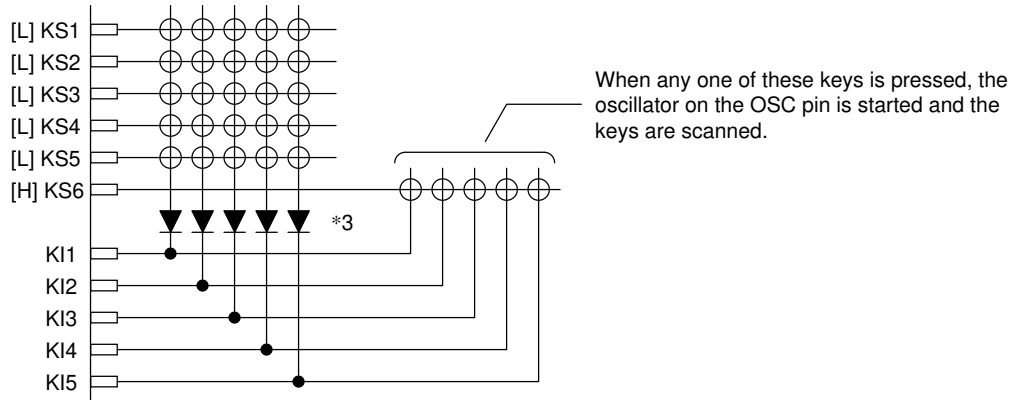 [L] KS1
[L] KS2
[L] KS3
[L] KS4
[L] KS5
[H] KS6
When any one of these keys is pressed, the
oscillator on the OSC pin is started and the
keys are scanned.
*3
KI1
KI2
KI3
KI4
KI5